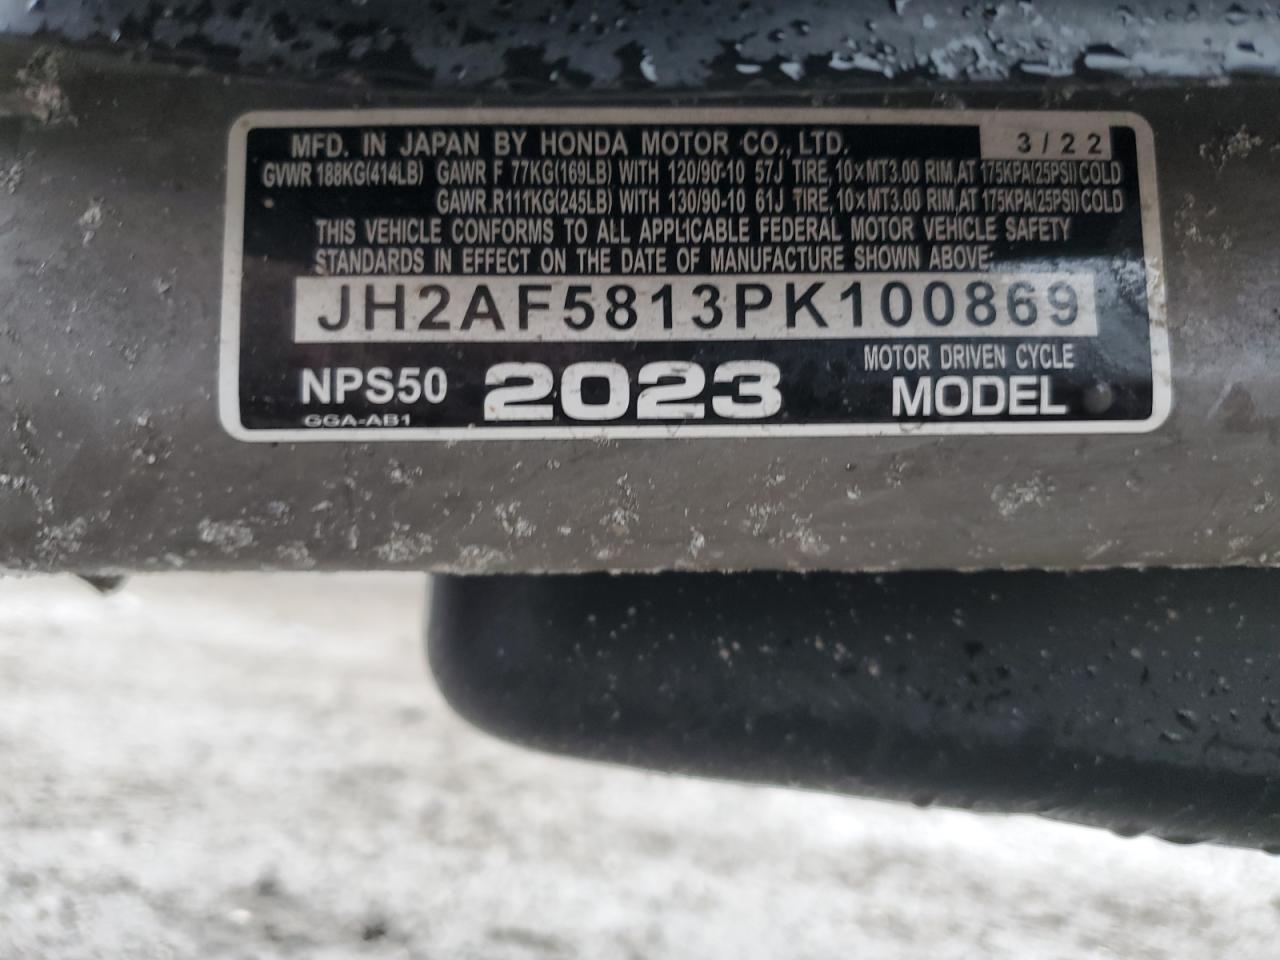 MFD. IN JAPAN BY HONDA MOTOR CO., LTD. 3/22
GVWR 188KG(414LB) GAWR F 77KG(169LB) WITH 120/90-10 57J TIRE, 10×MT3.00 RIM, AT 175KPA(25PSI) COLD
GAWR R111KG(245LB) WITH 130/90-10 61J TIRE, 10×MT3.00 RIM, AT 175KPA(25PSI) COLD
THIS VEHICLE CONFORMS TO ALL APPLICABLE FEDERAL MOTOR VEHICLE SAFETY
STANDARDS IN EFFECT ON THE DATE OF MANUFACTURE SHOWN ABOVE.
JH2AF5813PK100869
MOTOR DRIVEN CYCLE
NPS50 2023 MODEL
GGA-AB1